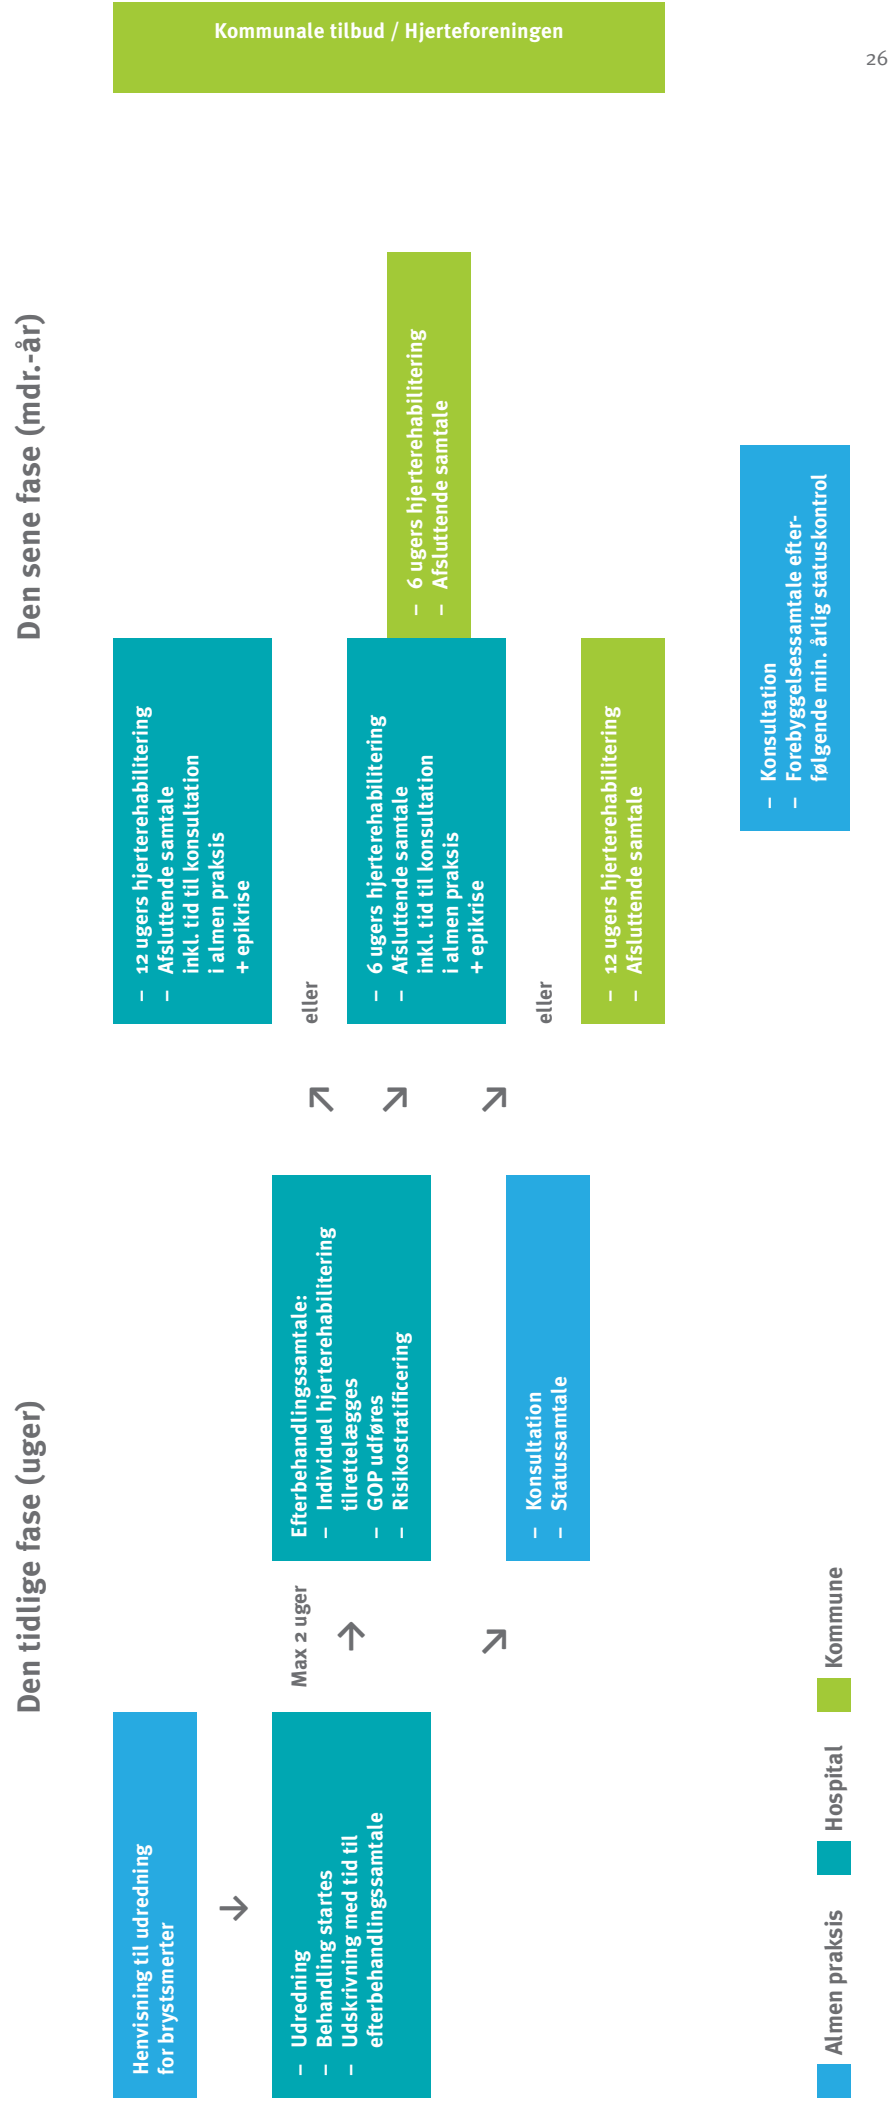 Den tidlige fase (uger)
Den sene fase (mdr.-år)
Henvisning til udredning
for brystsmerter
– Udredning
– Behandling startes
– Udskrivning med tid til
efterbehandlingssamtale
Max 2 uger
Efterbehandlingssamtale:
– Individuel hjerterehabilitering
tilrettelægges
– GOP udføres
– Risikostratificering
– Konsultation
– Statussamtale
– 12 ugers hjerterehabilitering
– Afsluttende samtale
inkl. tid til konsultation
i almen praksis
+ epikrise
eller
– 6 ugers hjerterehabilitering
– Afsluttende samtale
inkl. tid til konsultation
i almen praksis
+ epikrise
– 6 ugers hjerterehabilitering
– Afsluttende samtale
eller
– 12 ugers hjerterehabilitering
– Afsluttende samtale
– Konsultation
– Forebyggelsessamtale efter-
følgende min. årlig statuskontrol
Kommunale tilbud / Hjerteforeningen
Almen praksis
Hospital
Kommune
26